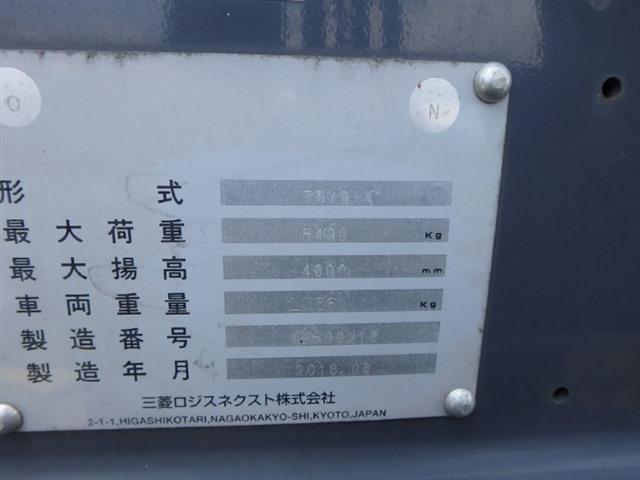 O N
形式
最大荷重 5400 Kg
最大揚高 4000 mm
車両重量 Kg
製造番号
製造年月 2018.03
三菱ロジスネクスト株式会社
2-1-1,HIGASHIKOTARI,NAGAOKAKYO-SHI,KYOTO,JAPAN